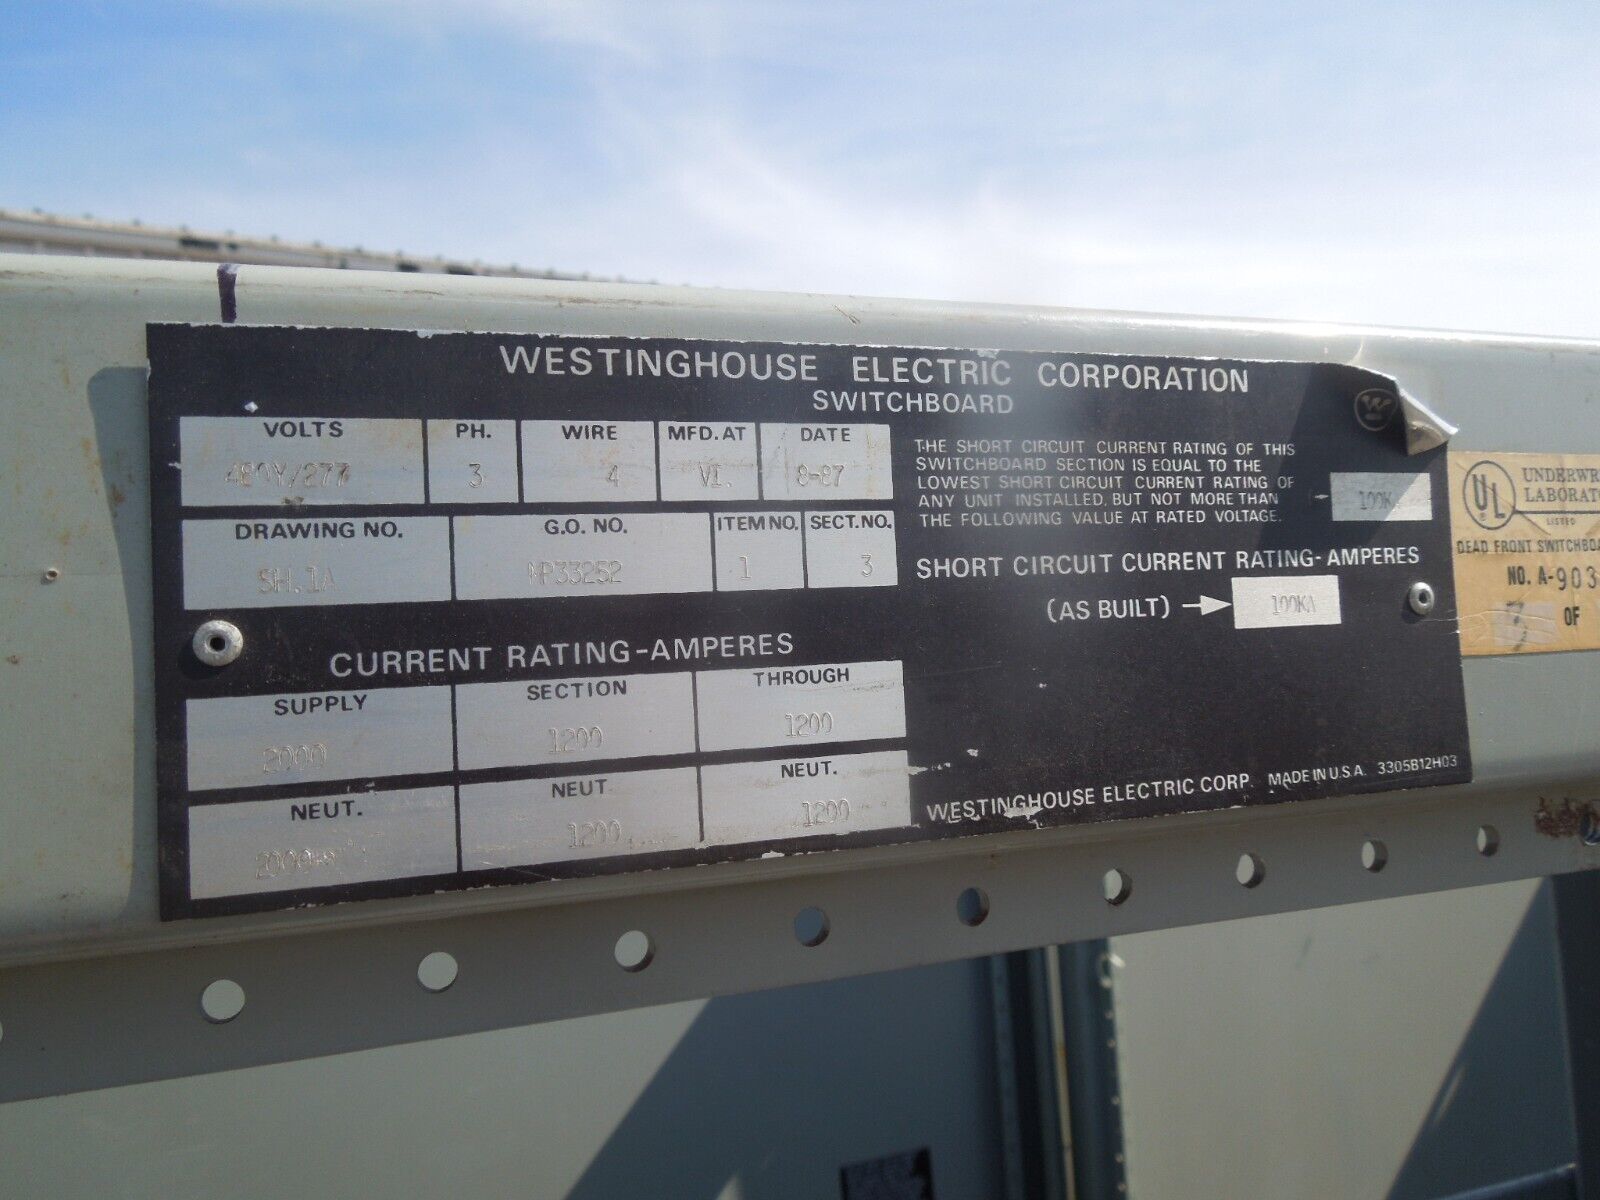 WESTINGHOUSE ELECTRIC CORPORATION
SWITCHBOARD
VOLTS PH. WIRE MFD. AT DATE
480Y/277 3 4 VI. 8-87
DRAWING NO. G.O. NO. ITEM NO. SECT. NO.
SH.1A MP33252 1 3
CURRENT RATING-AMPERES
SUPPLY SECTION THROUGH
2000 1200 1200
NEUT. NEUT. NEUT.
2000 1200 1200
THE SHORT CIRCUIT CURRENT RATING OF THIS
SWITCHBOARD SECTION IS EQUAL TO THE
LOWEST SHORT CIRCUIT CURRENT RATING OF
ANY UNIT INSTALLED, BUT NOT MORE THAN
THE FOLLOWING VALUE AT RATED VOLTAGE.
100K
SHORT CIRCUIT CURRENT RATING-AMPERES
(AS BUILT) → 100KA
WESTINGHOUSE ELECTRIC CORP. MADE IN U.S.A. 3305B12H03
W
UL
UNDERWR
LABORATO
LISTED
DEAD FRONT SWITCHBOA
NO. A-903
7 OF